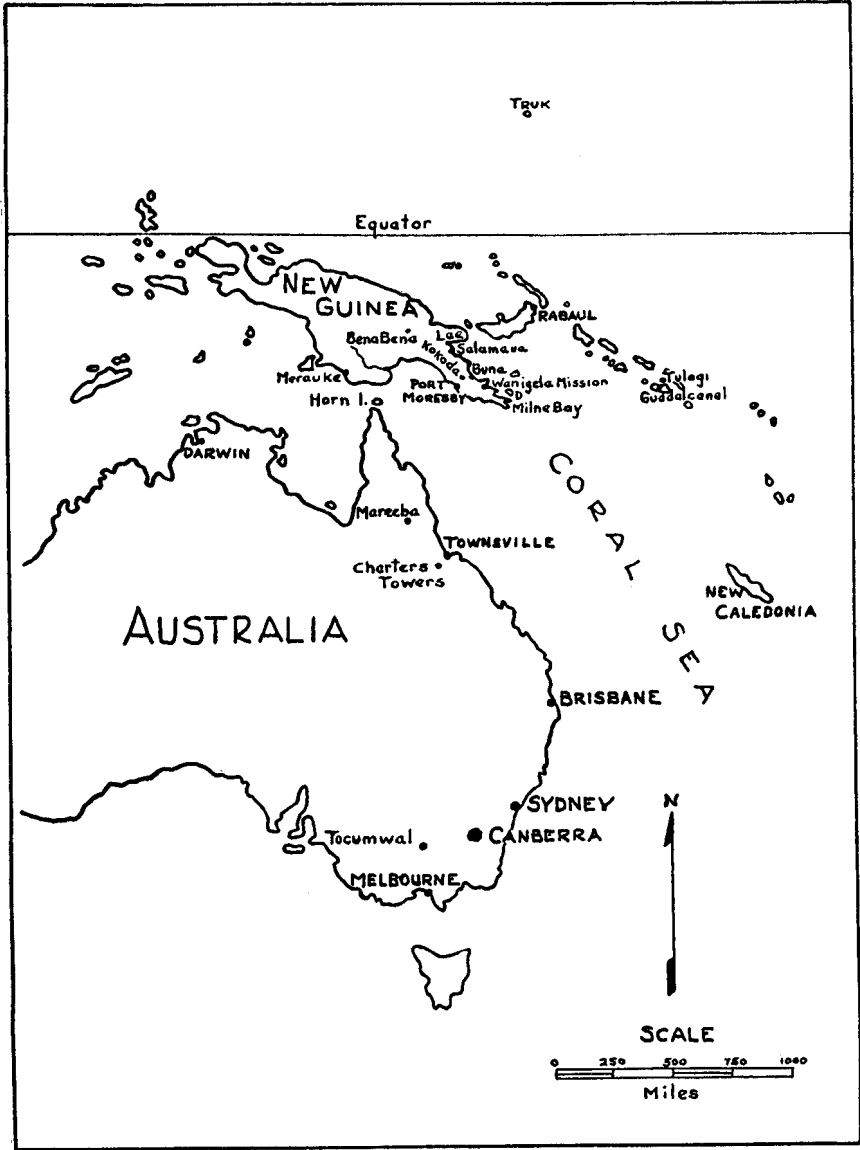 TRUK
Equator
NEW
GUINEA
RABAUL
BenaBena
Lae
Salamaua
Kokoda
Buna
Wanigela Mission
Merauke
PORT
MORESBY
D
Milne Bay
Tulagi
Guadalcanal
Horn I.
DARWIN
CORAL SEA
Mareeba
TOWNSVILLE
Charters
Towers
NEW
CALEDONIA
AUSTRALIA
BRISBANE
SYDNEY
N
CANBERRA
Tocumwal
MELBOURNE
SCALE
0 250 500 750 1000
Miles